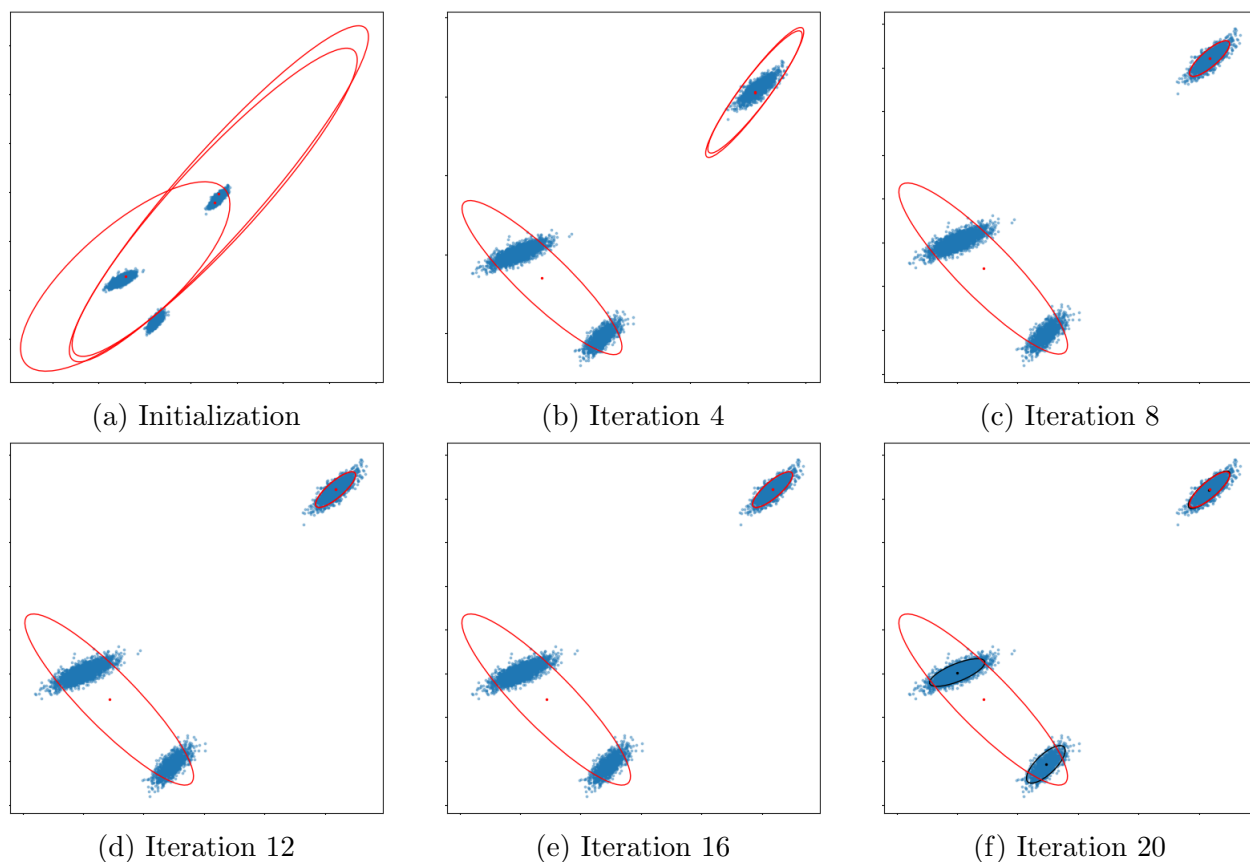 (a) Initialization
(b) Iteration 4
(c) Iteration 8
(d) Iteration 12
(e) Iteration 16
(f) Iteration 20